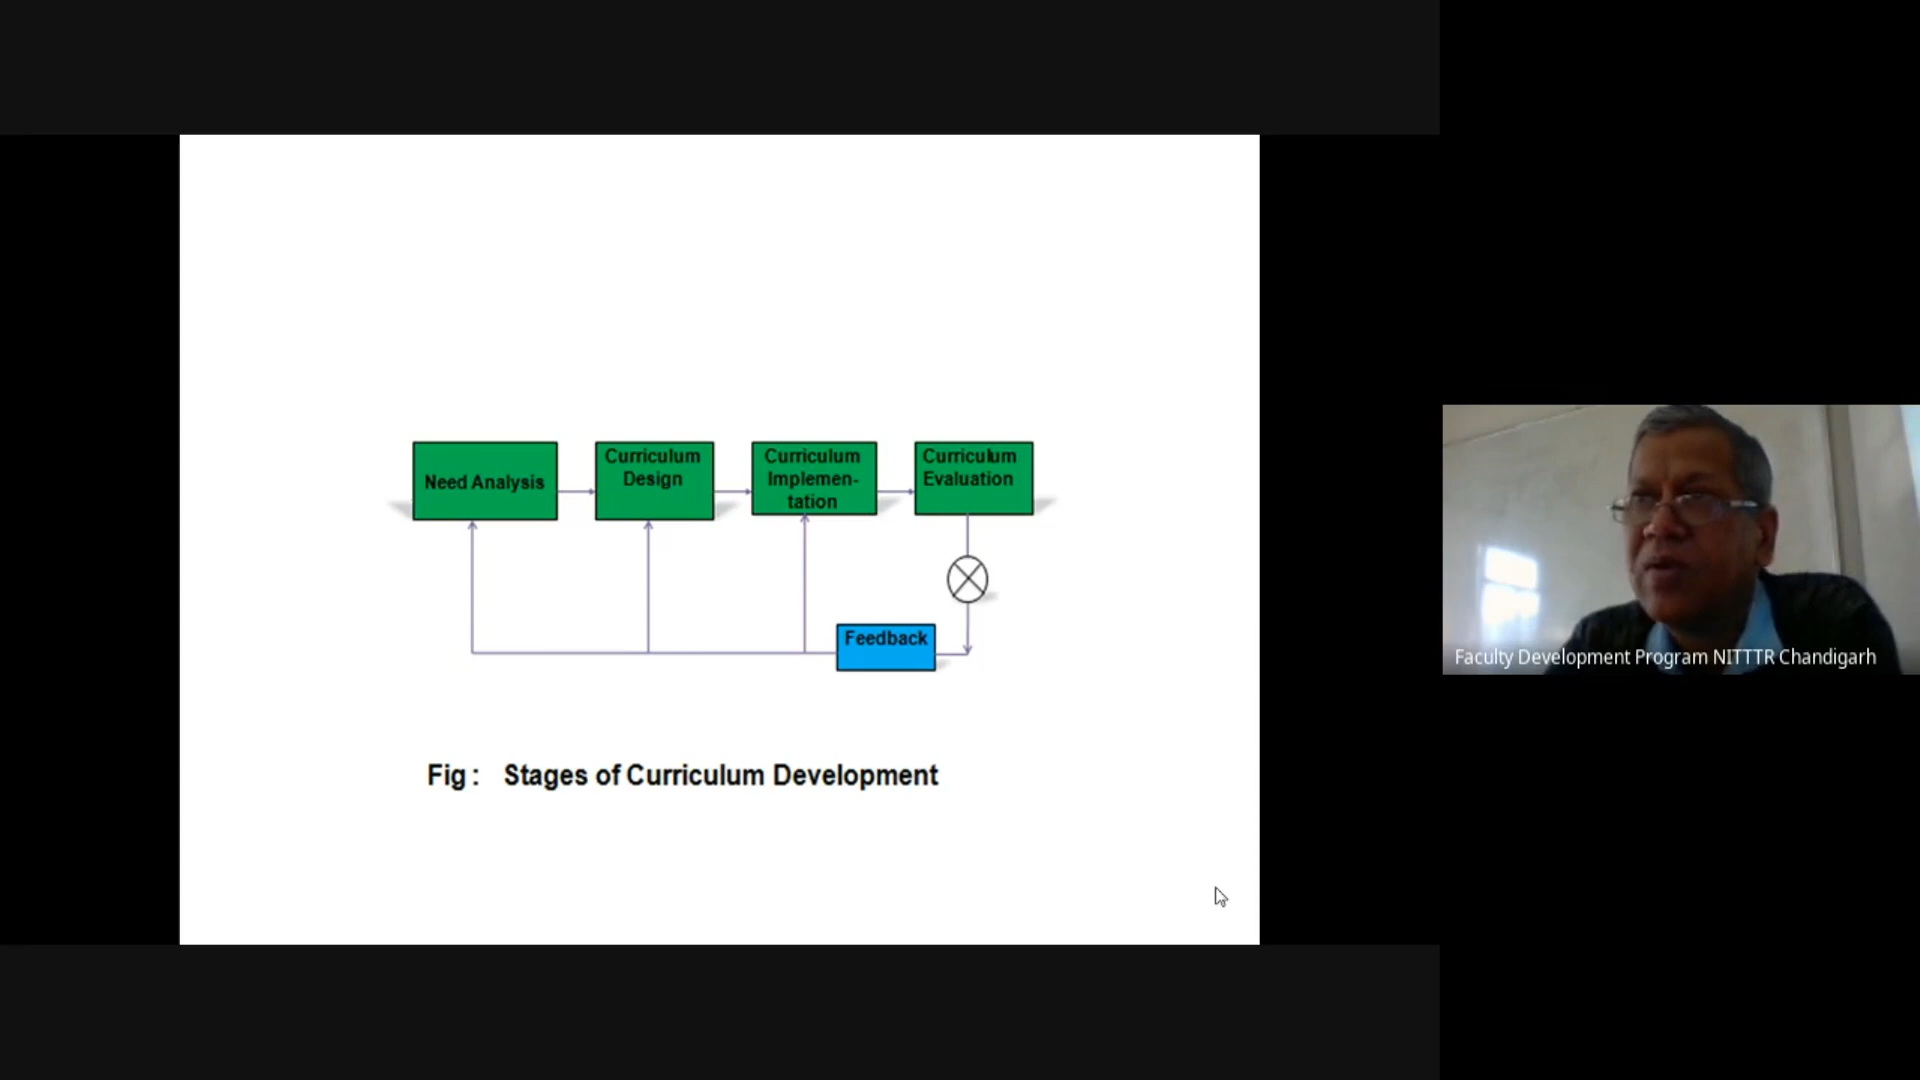 Need Analysis
Curriculum
Design
Curriculum
Implemen-
tation
Curriculum
Evaluation
Feedback
Fig : Stages of Curriculum Development
Faculty Development Program NITTTR Chandigarh